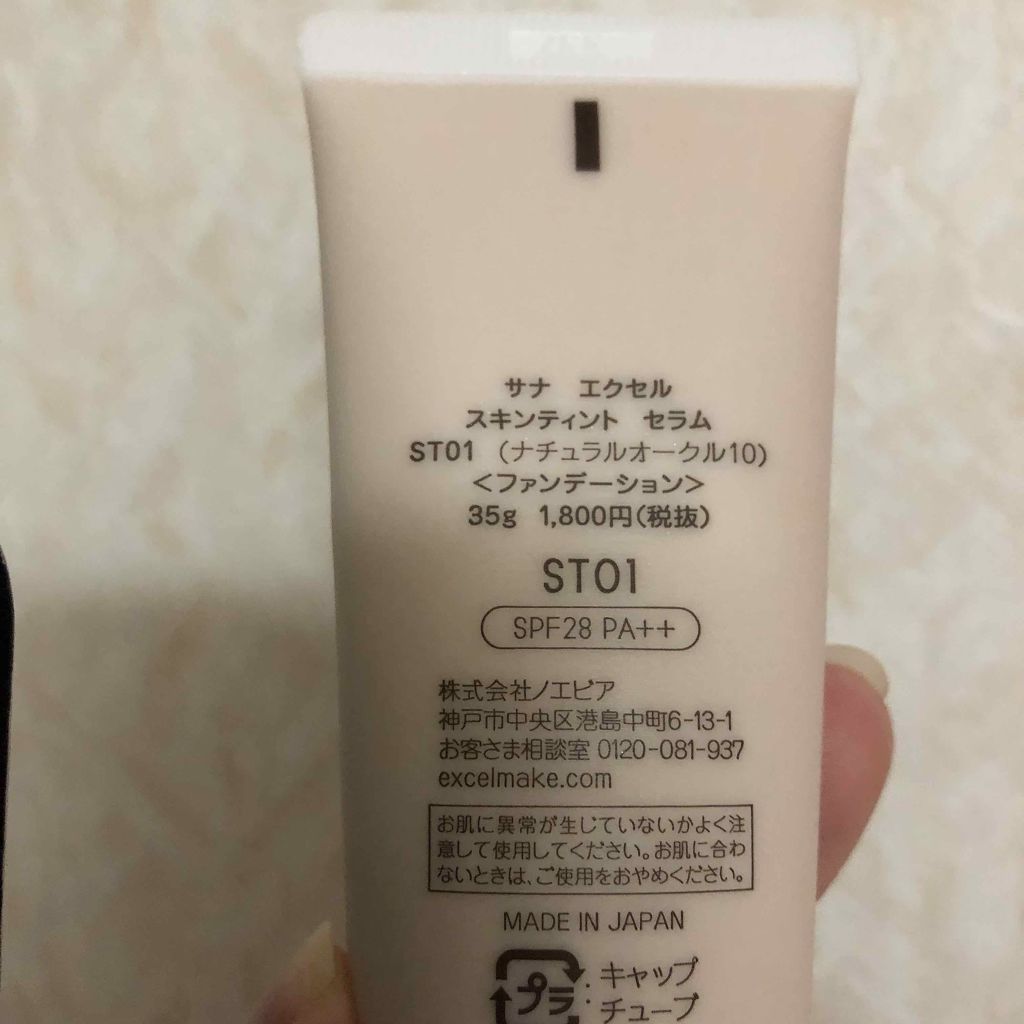 サナ　エクセル
スキンティント　セラム
ST01 （ナチュラルオークル10)
＜ファンデーション＞
35g 1,800円(税抜)
ST01
SPF28 PA++
株式会社ノエビア
神戸市中央区港島中町6-13-1
お客さま相談室 0120-081-937
excelmake.com
お肌に異常が生じていないかよく注
意して使用してください。お肌に合わ
ないときは、ご使用をおやめください。
MADE IN JAPAN
プラ : キャップ
: チューブ